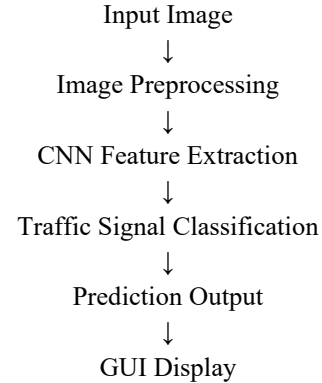 Input Image
↓
Image Preprocessing
↓
CNN Feature Extraction
↓
Traffic Signal Classification
↓
Prediction Output
↓
GUI Display